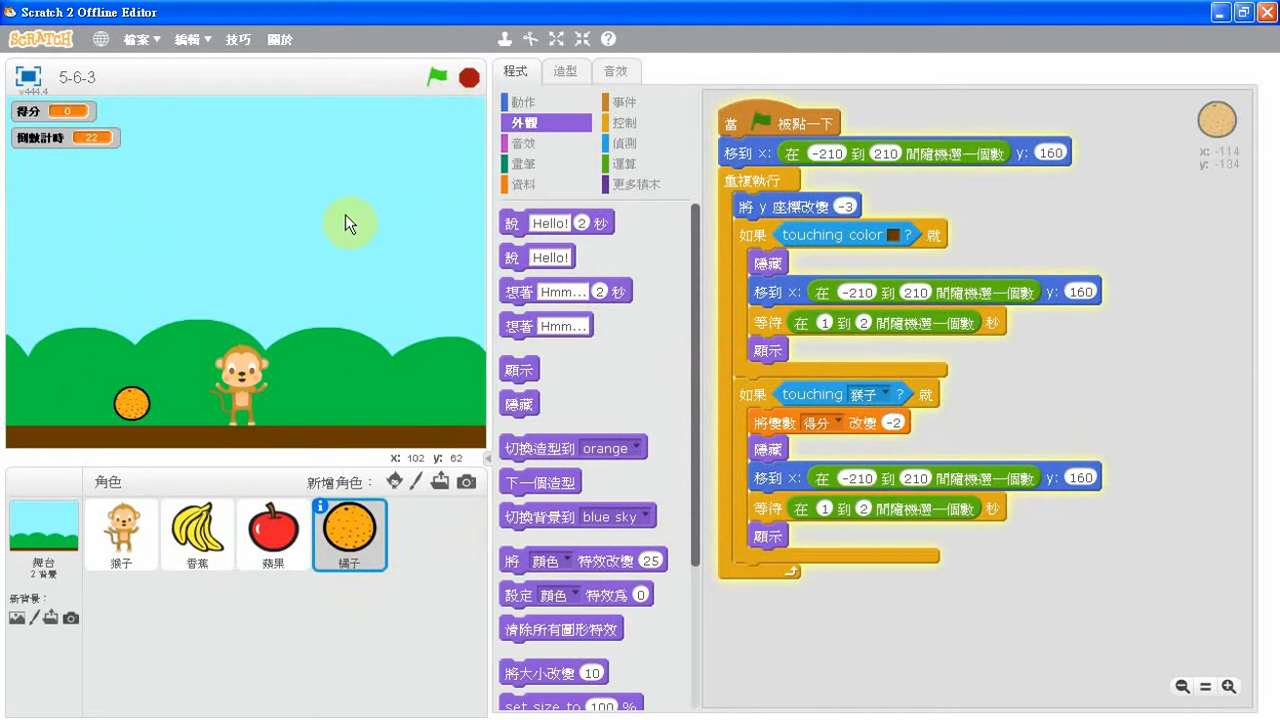 Scratch 2 Offline Editor
SCRATCH 檔案 編輯 技巧 關於
5-6-3
v444.4
得分 0
倒數計時 22
x: 102 y: 62
角色 新增角色:
舞台
2 背景
新背景:
猴子 香蕉 蘋果 橘子
程式 造型 音效
動作 事件
外觀 控制
音效 偵測
畫筆 運算
資料 更多積木
說 Hello! 2 秒
說 Hello!
想著 Hmm... 2 秒
想著 Hmm...
顯示
隱藏
切換造型到 orange
下一個造型
切換背景到 blue sky
將 顏色 特效改變 25
設定 顏色 特效為 0
清除所有圖形特效
將大小改變 10
set size to 100 %
當 被點一下
移到 x: 在 -210 到 210 間隨機選一個數 y: 160
重複執行
將 y 座標改變 -3
如果 touching color ? 就
隱藏
移到 x: 在 -210 到 210 間隨機選一個數 y: 160
等待 在 1 到 2 間隨機選一個數 秒
顯示
如果 touching 猴子 ? 就
將變數 得分 改變 -2
隱藏
移到 x: 在 -210 到 210 間隨機選一個數 y: 160
等待 在 1 到 2 間隨機選一個數 秒
顯示
x: -114
y: -134